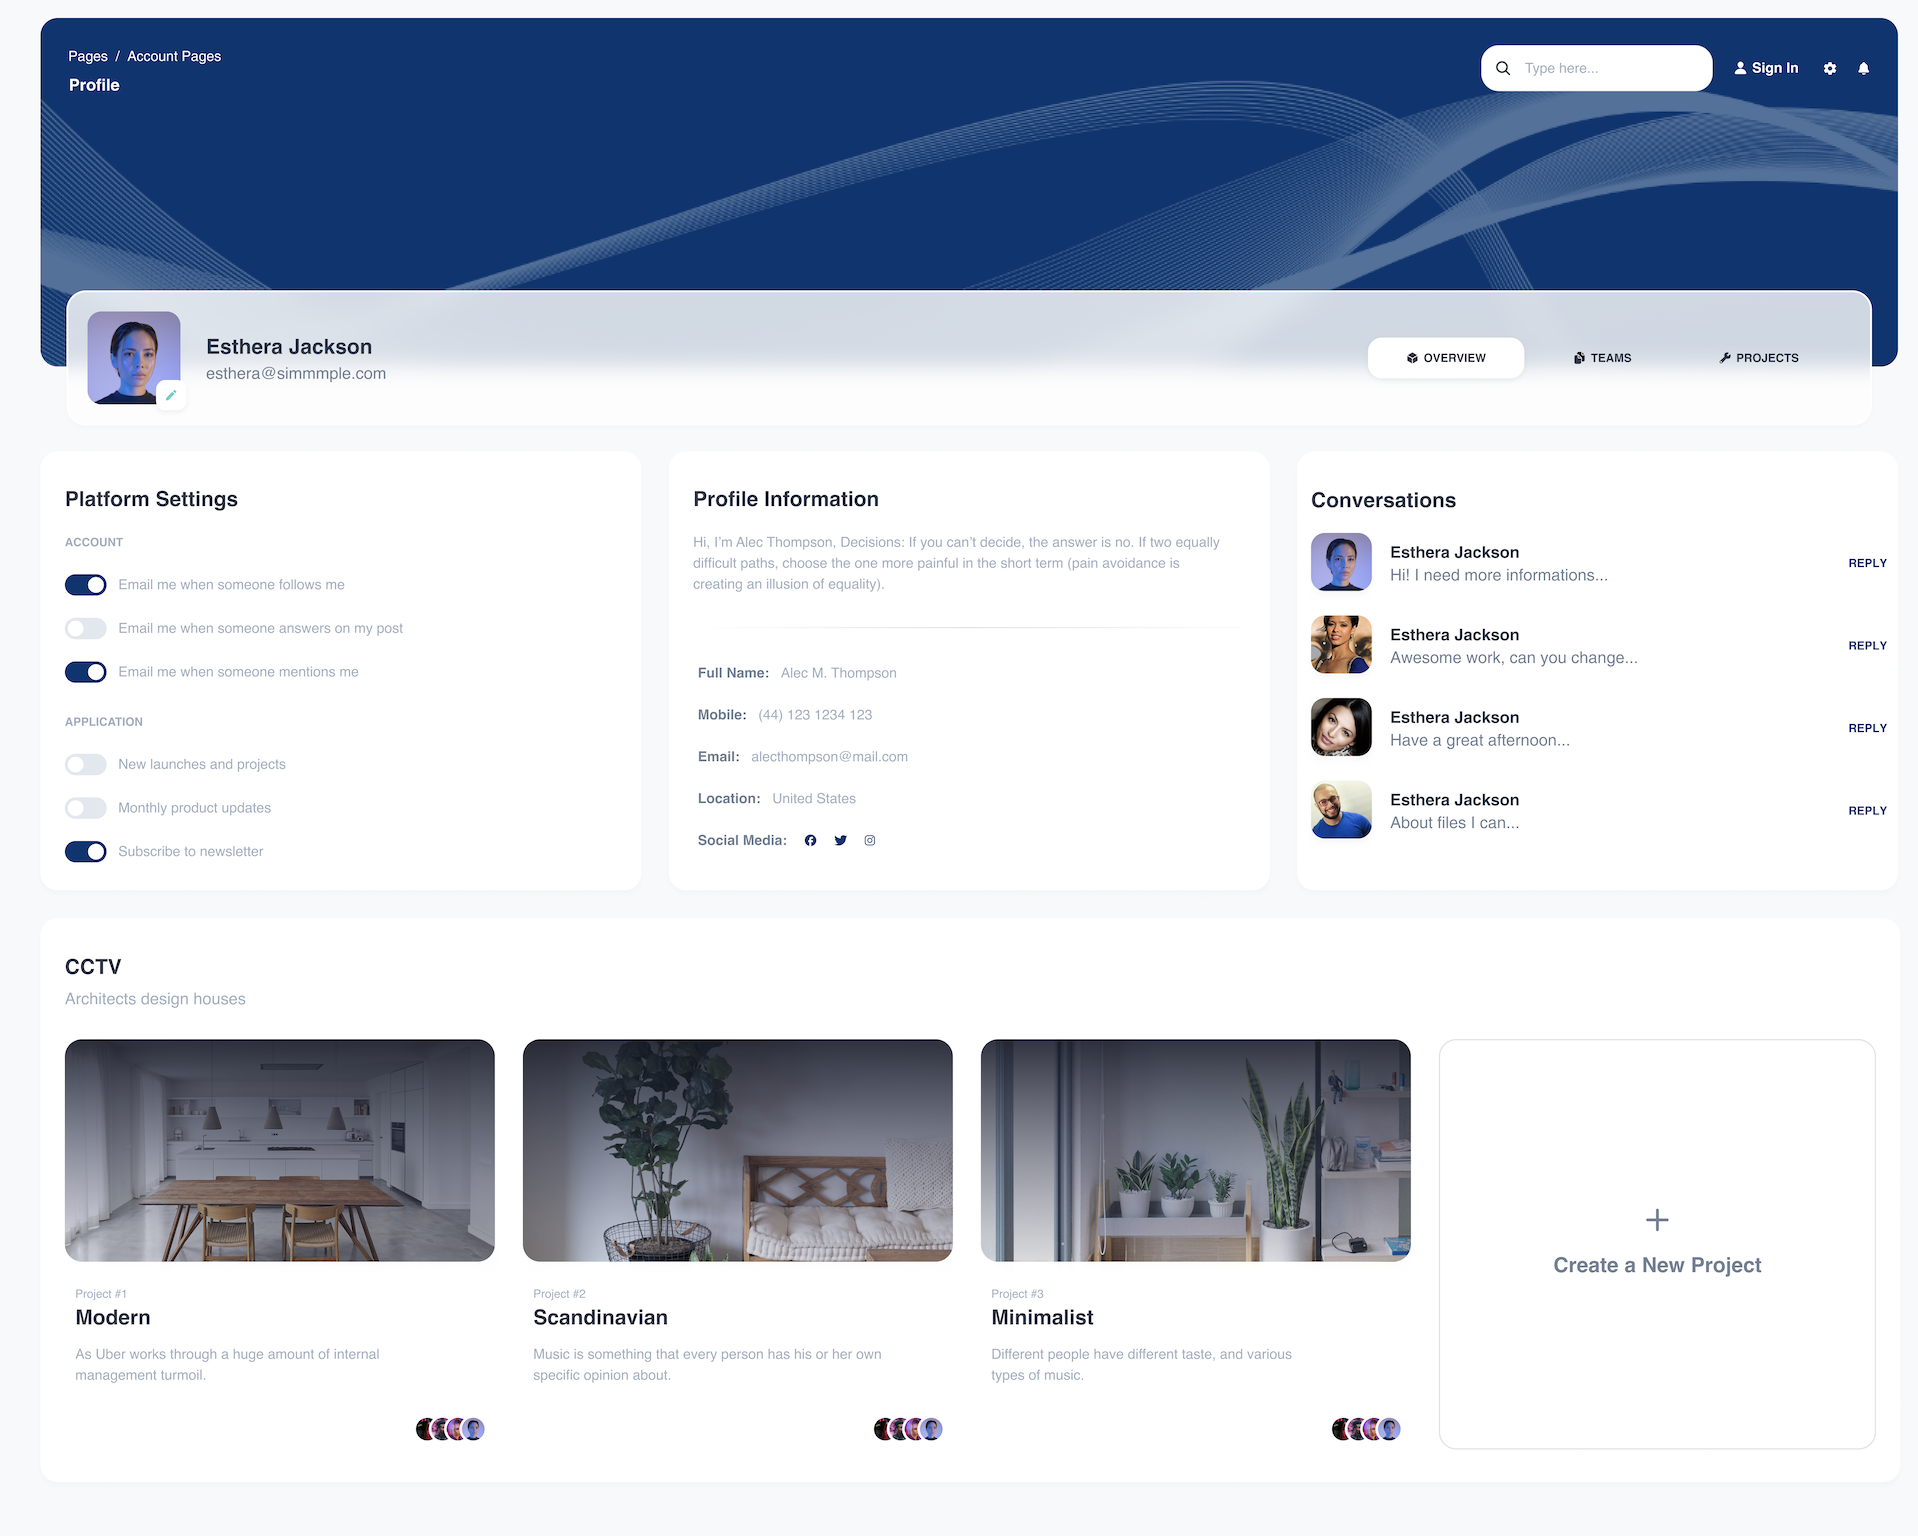 Pages / Account Pages
Profile
Type here...
Sign In
Esthera Jackson
esthera@simmmple.com
OVERVIEW
TEAMS
PROJECTS
Platform Settings
ACCOUNT
Email me when someone follows me
Email me when someone answers on my post
Email me when someone mentions me
APPLICATION
New launches and projects
Monthly product updates
Subscribe to newsletter
Profile Information
Hi, I’m Alec Thompson, Decisions: If you can’t decide, the answer is no. If two equally
difficult paths, choose the one more painful in the short term (pain avoidance is
creating an illusion of equality).
Full Name: Alec M. Thompson
Mobile: (44) 123 1234 123
Email: alecthompson@mail.com
Location: United States
Social Media:
Conversations
Esthera Jackson
Hi! I need more informations...
REPLY
Esthera Jackson
Awesome work, can you change...
REPLY
Esthera Jackson
Have a great afternoon...
REPLY
Esthera Jackson
About files I can...
REPLY
CCTV
Architects design houses
Project #1
Modern
As Uber works through a huge amount of internal
management turmoil.
Project #2
Scandinavian
Music is something that every person has his or her own
specific opinion about.
Project #3
Minimalist
Different people have different taste, and various
types of music.
Create a New Project